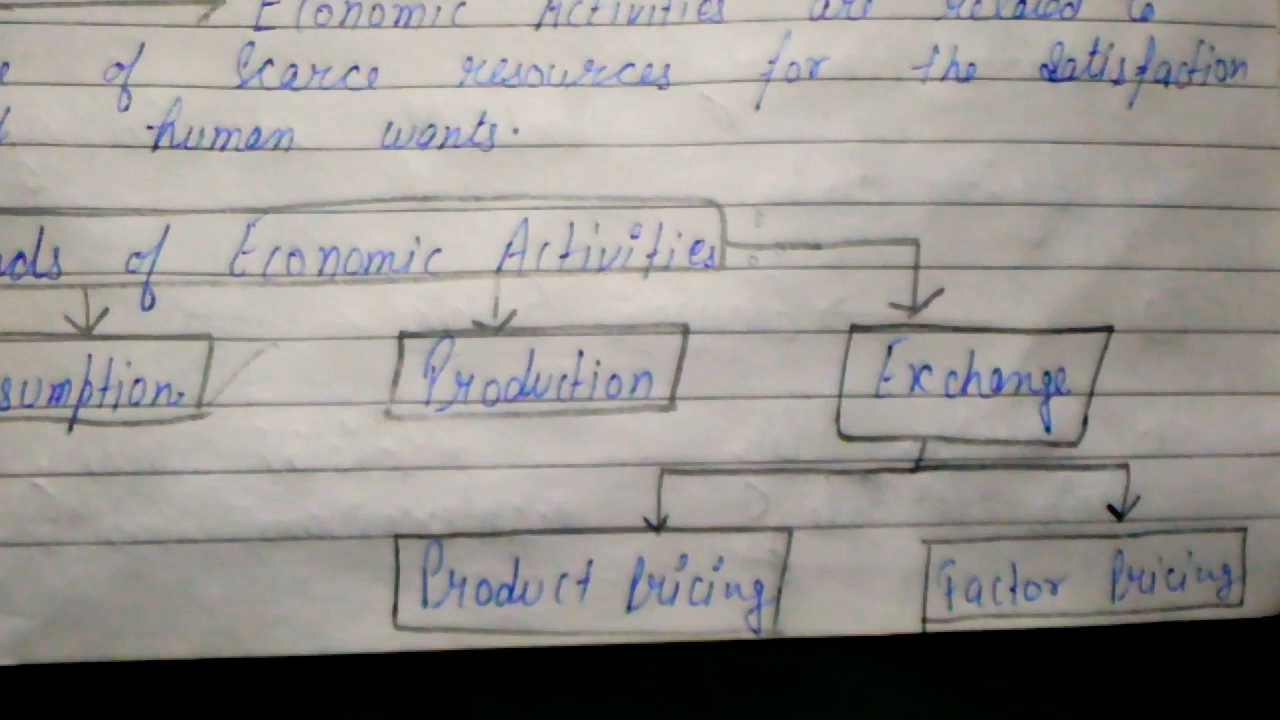 Economic Activities are related to
of Scarce resources for the Satisfaction
human wants.
of Economic Activities
sumption. Production Exchange
Product Pricing Factor Pricing